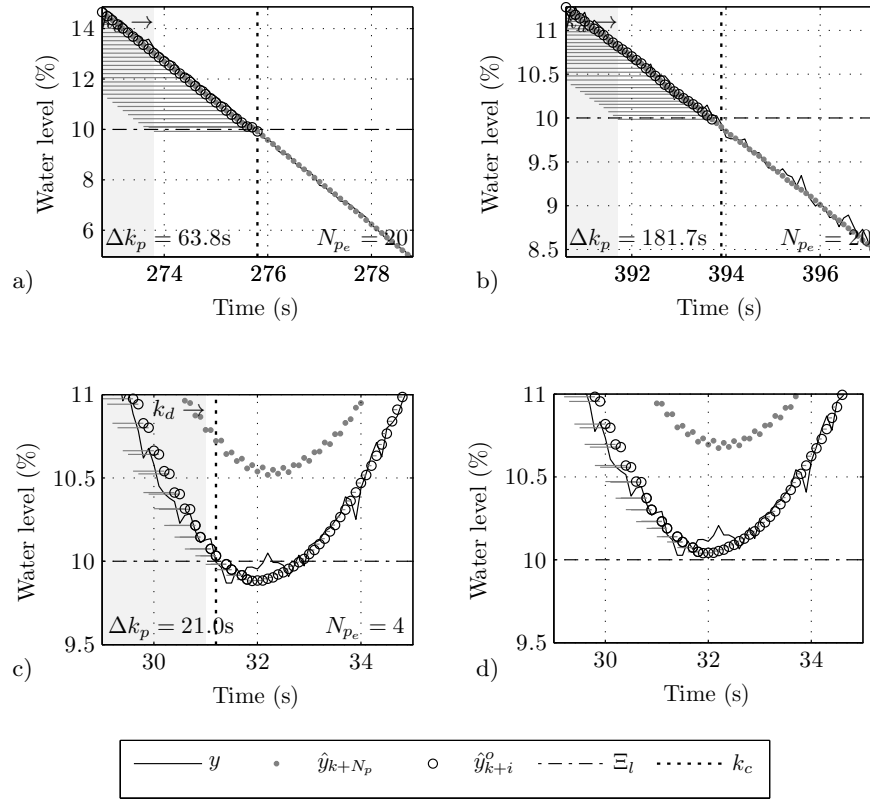 14
12
10
8
6
Water level (%)
→
Δk_p = 63.8s
N_{p_e} = 20
274
276
278
Time (s)
a)
11
10.5
10
9.5
9
8.5
Water level (%)
→
Δk_p = 181.7s
N_{p_e} = 20
392
394
396
Time (s)
b)
11
10.5
10
9.5
Water level (%)
k_d →
Δk_p = 21.0s
N_{p_e} = 4
30
32
34
Time (s)
c)
11
10.5
10
9.5
Water level (%)
30
32
34
Time (s)
d)
y ŷ_{k+N_p} ŷ^o_{k+i} Ξ_l k_c